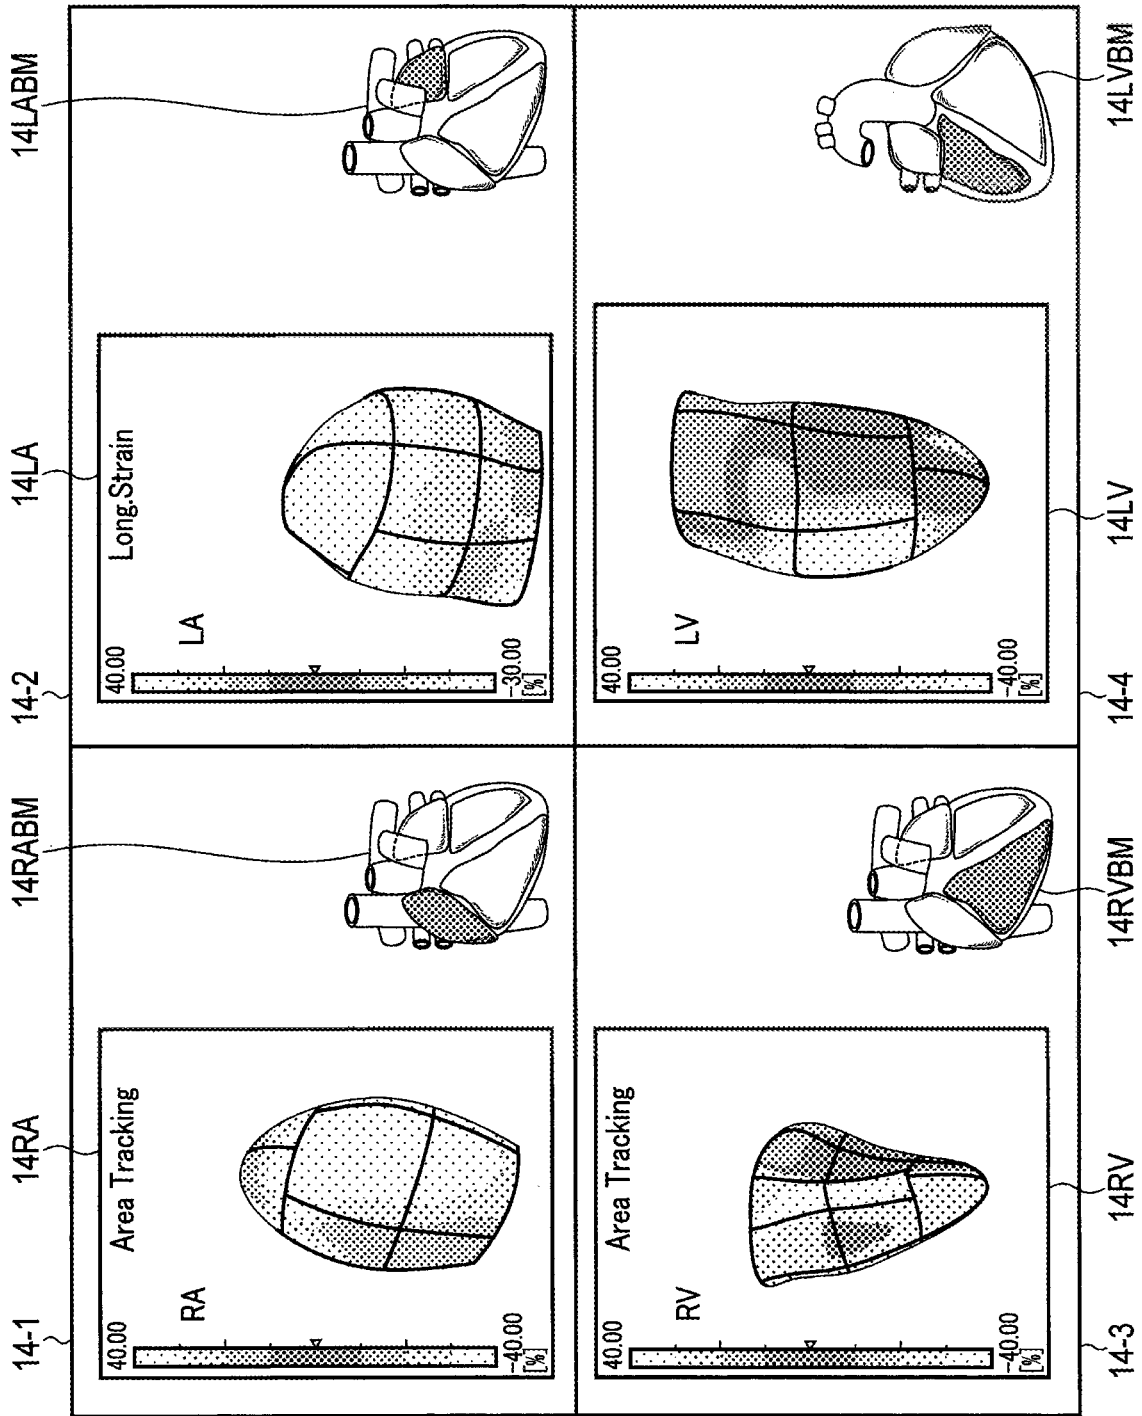 14-1
14RA
14RABM
14-2
14LA
14LABM
40.00
Area Tracking
RA
-40.00
[%]
40.00
Long.Strain
LA
-30.00
[%]
40.00
Area Tracking
RV
-40.00
[%]
40.00
LV
-40.00
[%]
14-3
14RV
14RVBM
14-4
14LV
14LVBM